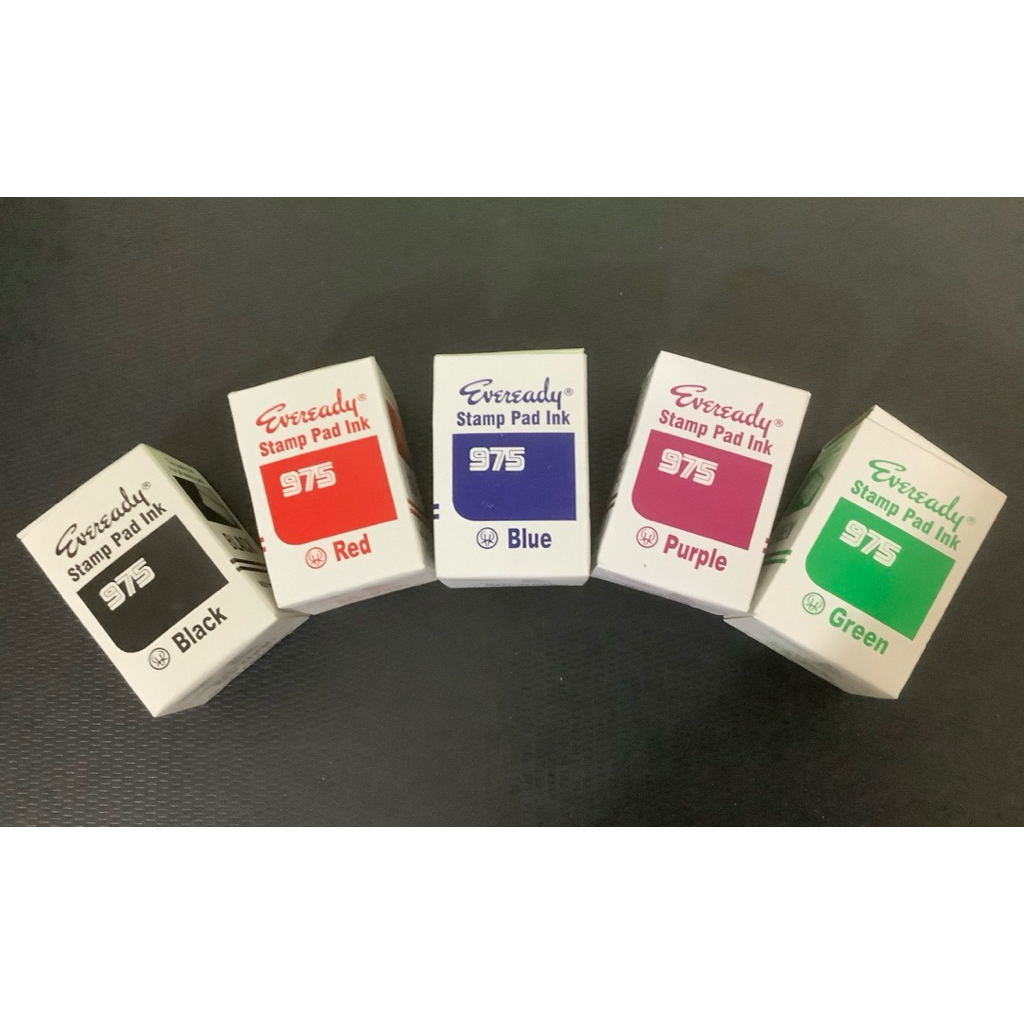 Eveready®
Stamp Pad Ink
975
Black
BLACK
Eveready®
Stamp Pad Ink
975
Red
Eveready®
Stamp Pad Ink
975
Blue
Eveready®
Stamp Pad Ink
975
Purple
Eveready®
Stamp Pad Ink
975
Green